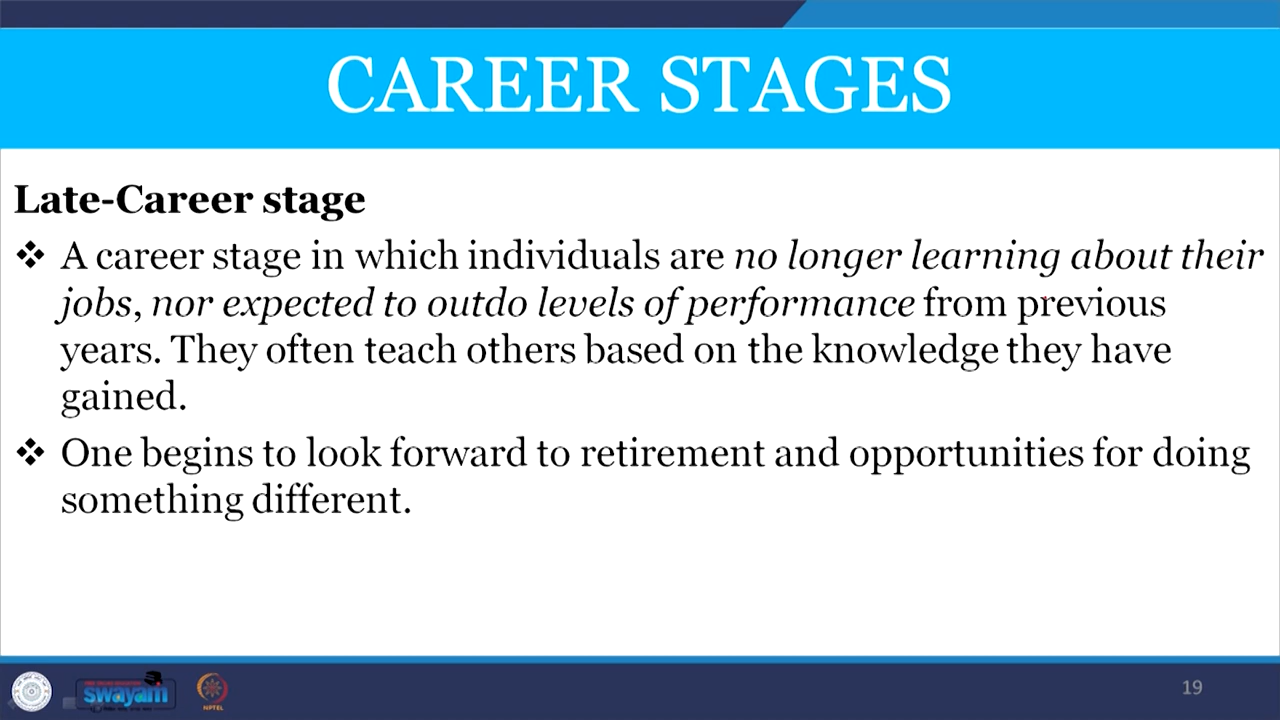 CAREER STAGES
Late-Career stage
❖ A career stage in which individuals are no longer learning about their
jobs, nor expected to outdo levels of performance from previous
years. They often teach others based on the knowledge they have
gained.
❖ One begins to look forward to retirement and opportunities for doing
something different.
swayam
NPTEL
19